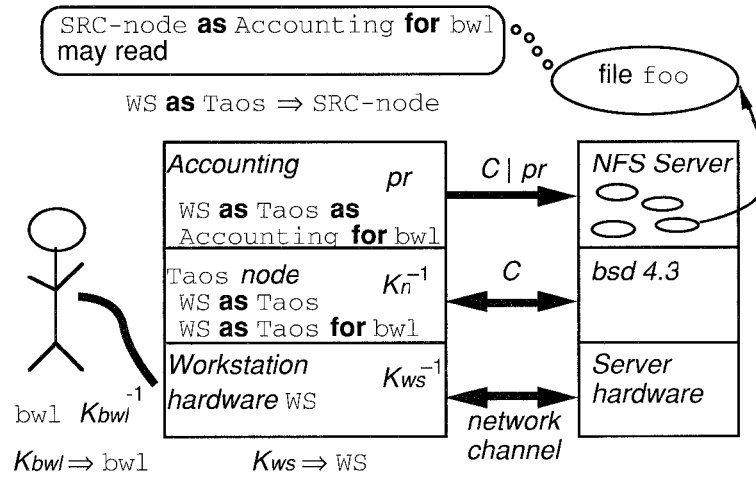 SRC-node as Accounting for bwl
may read
file foo
WS as Taos ⇒ SRC-node
Accounting
pr
WS as Taos as
Accounting for bwl
C | pr
NFS Server
Taos node
Kn⁻¹
WS as Taos
WS as Taos for bwl
C
bsd 4.3
Workstation
hardware WS
Kws⁻¹
network
channel
Server
hardware
bwl Kbwl⁻¹
Kbwl ⇒ bwl
Kws ⇒ WS